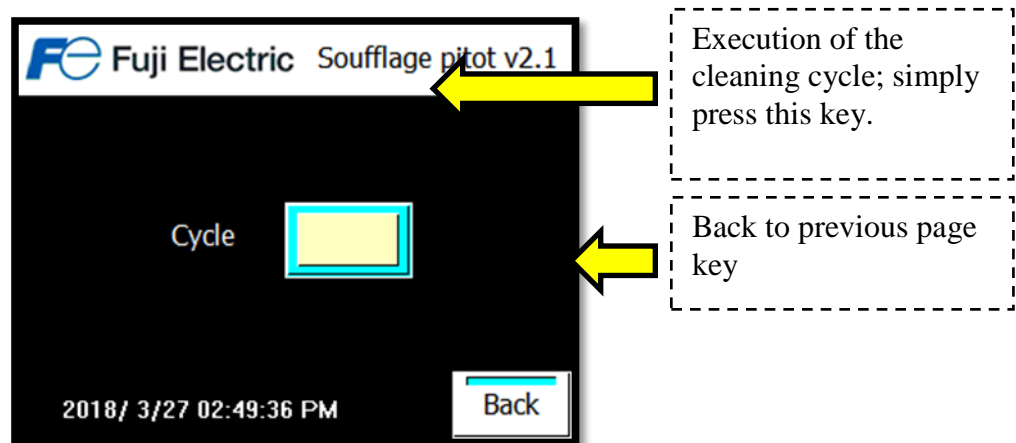 Fe Fuji Electric Soufflage pitot v2.1
Execution of the
cleaning cycle; simply
press this key.
Cycle
Back to previous page
key
2018/ 3/27 02:49:36 PM
Back